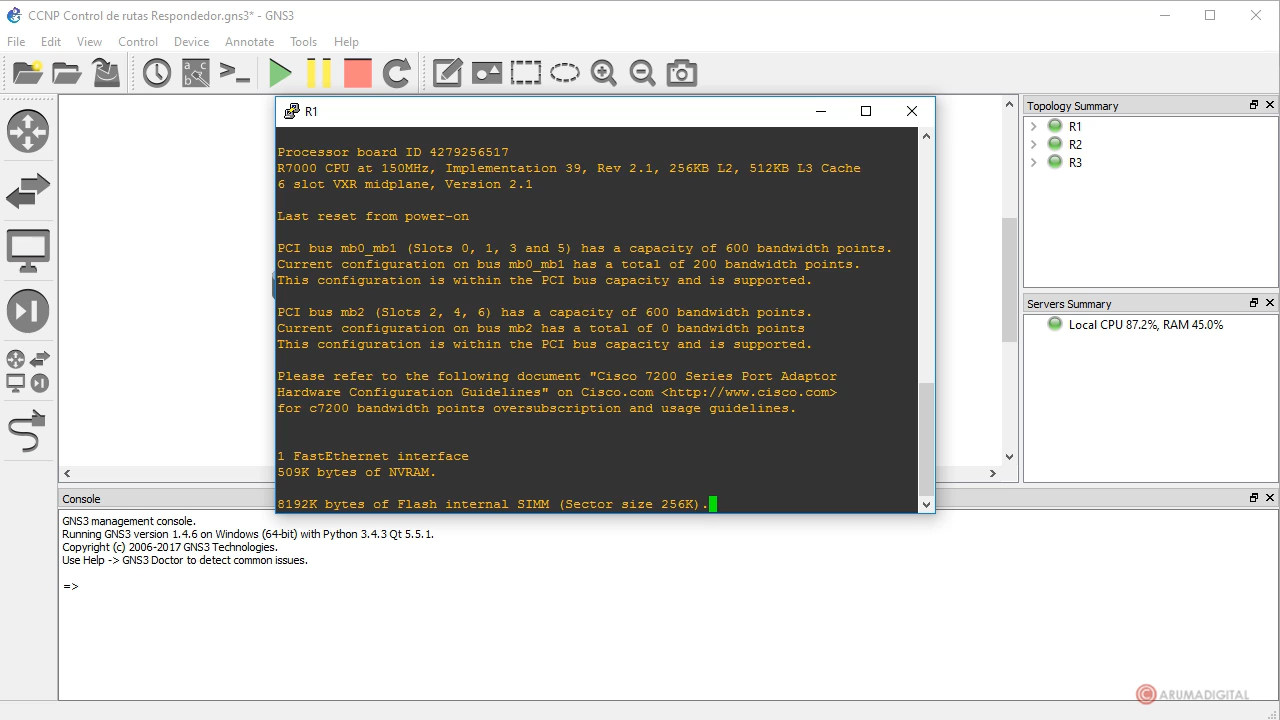 CCNP Control de rutas Respondedor.gns3* - GNS3
File Edit View Control Device Annotate Tools Help
R1
Processor board ID 4279256517
R7000 CPU at 150MHz, Implementation 39, Rev 2.1, 256KB L2, 512KB L3 Cache
6 slot VXR midplane, Version 2.1
Last reset from power-on
PCI bus mb0_mb1 (Slots 0, 1, 3 and 5) has a capacity of 600 bandwidth points.
Current configuration on bus mb0_mb1 has a total of 200 bandwidth points.
This configuration is within the PCI bus capacity and is supported.
PCI bus mb2 (Slots 2, 4, 6) has a capacity of 600 bandwidth points.
Current configuration on bus mb2 has a total of 0 bandwidth points
This configuration is within the PCI bus capacity and is supported.
Please refer to the following document "Cisco 7200 Series Port Adaptor
Hardware Configuration Guidelines" on Cisco.com <http://www.cisco.com>
for c7200 bandwidth points oversubscription and usage guidelines.
1 FastEthernet interface
509K bytes of NVRAM.
8192K bytes of Flash internal SIMM (Sector size 256K).
Topology Summary
R1
R2
R3
Servers Summary
Local CPU 87.2%, RAM 45.0%
Console
GNS3 management console.
Running GNS3 version 1.4.6 on Windows (64-bit) with Python 3.4.3 Qt 5.5.1.
Copyright (c) 2006-2017 GNS3 Technologies.
Use Help -> GNS3 Doctor to detect common issues.
=>
© ARUMADIGITAL